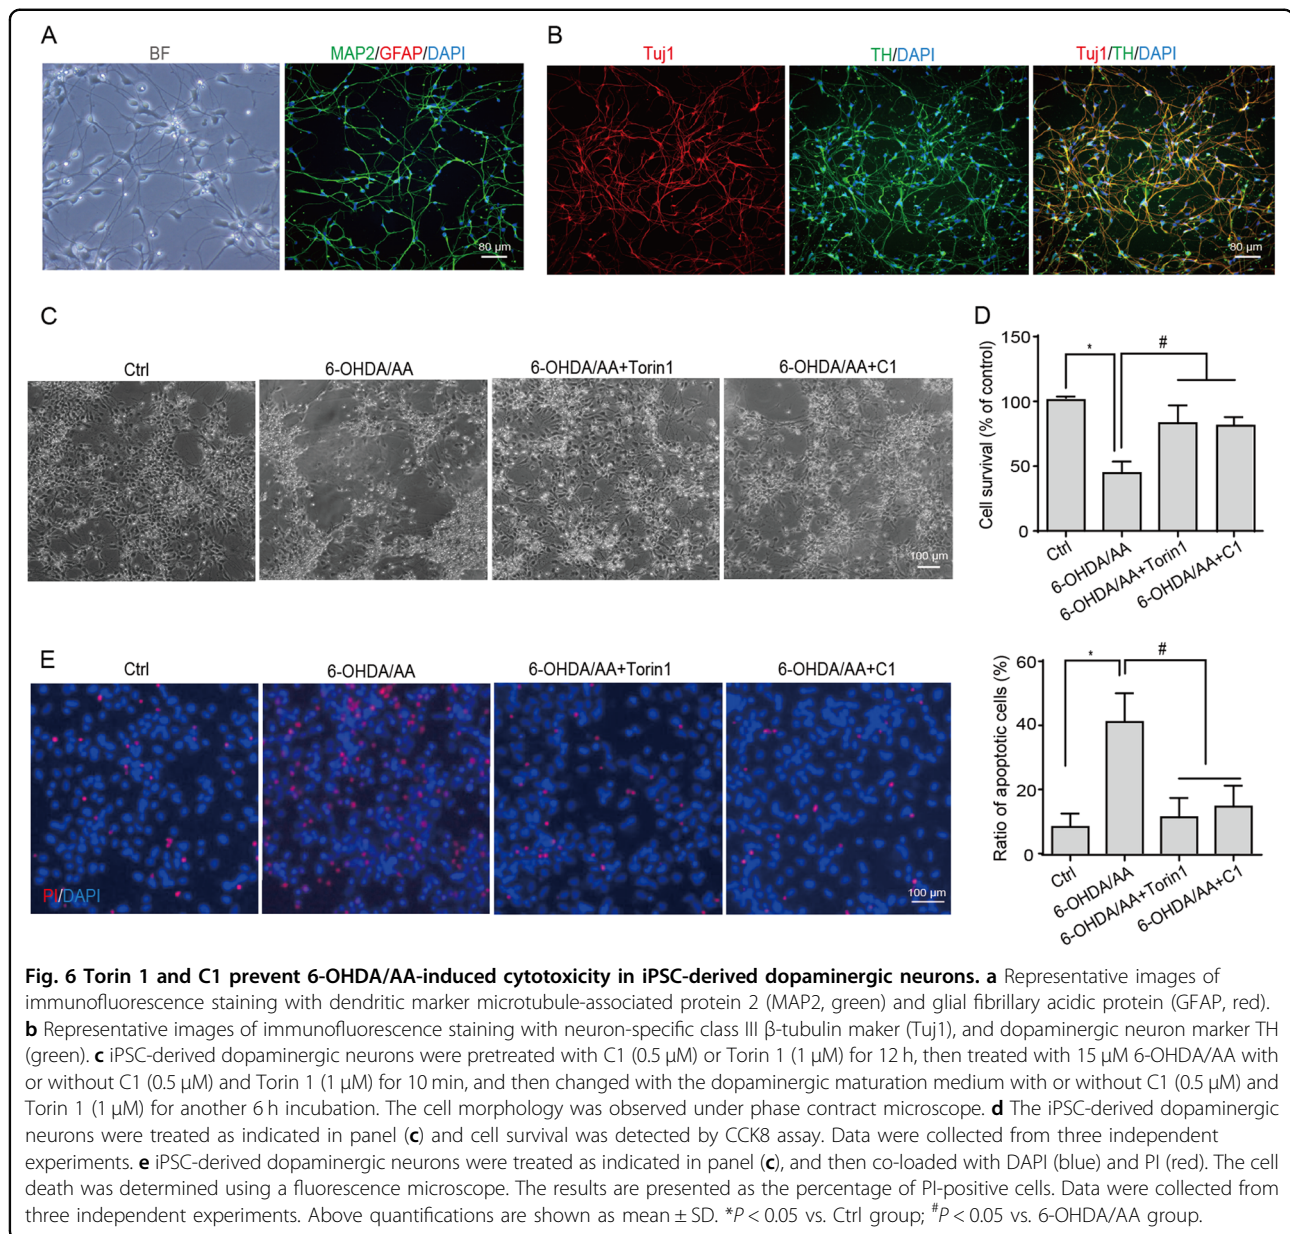 A
BF
MAP2/GFAP/DAPI
80 µm
B
Tuj1
TH/DAPI
Tuj1/TH/DAPI
80 µm
C
Ctrl
6-OHDA/AA
6-OHDA/AA+Torin1
6-OHDA/AA+C1
100 µm
D
Cell survival (% of control)
150
100
50
0
*
#
Ctrl
6-OHDA/AA
6-OHDA/AA+Torin1
6-OHDA/AA+C1
E
Ctrl
6-OHDA/AA
6-OHDA/AA+Torin1
6-OHDA/AA+C1
PI/DAPI
100 µm
Ratio of apoptotic cells (%)
60
40
20
0
*
#
Ctrl
6-OHDA/AA
6-OHDA/AA+Torin1
6-OHDA/AA+C1
Fig. 6 Torin 1 and C1 prevent 6-OHDA/AA-induced cytotoxicity in iPSC-derived dopaminergic neurons. a Representative images of
immunofluorescence staining with dendritic marker microtubule-associated protein 2 (MAP2, green) and glial fibrillary acidic protein (GFAP, red).
b Representative images of immunofluorescence staining with neuron-specific class III β-tubulin maker (Tuj1), and dopaminergic neuron marker TH
(green). c iPSC-derived dopaminergic neurons were pretreated with C1 (0.5 µM) or Torin 1 (1 µM) for 12 h, then treated with 15 µM 6-OHDA/AA with
or without C1 (0.5 µM) and Torin 1 (1 µM) for 10 min, and then changed with the dopaminergic maturation medium with or without C1 (0.5 µM) and
Torin 1 (1 µM) for another 6 h incubation. The cell morphology was observed under phase contract microscope. d The iPSC-derived dopaminergic
neurons were treated as indicated in panel (c) and cell survival was detected by CCK8 assay. Data were collected from three independent
experiments. e iPSC-derived dopaminergic neurons were treated as indicated in panel (c), and then co-loaded with DAPI (blue) and PI (red). The cell
death was determined using a fluorescence microscope. The results are presented as the percentage of PI-positive cells. Data were collected from
three independent experiments. Above quantifications are shown as mean ± SD. *P < 0.05 vs. Ctrl group; #P < 0.05 vs. 6-OHDA/AA group.